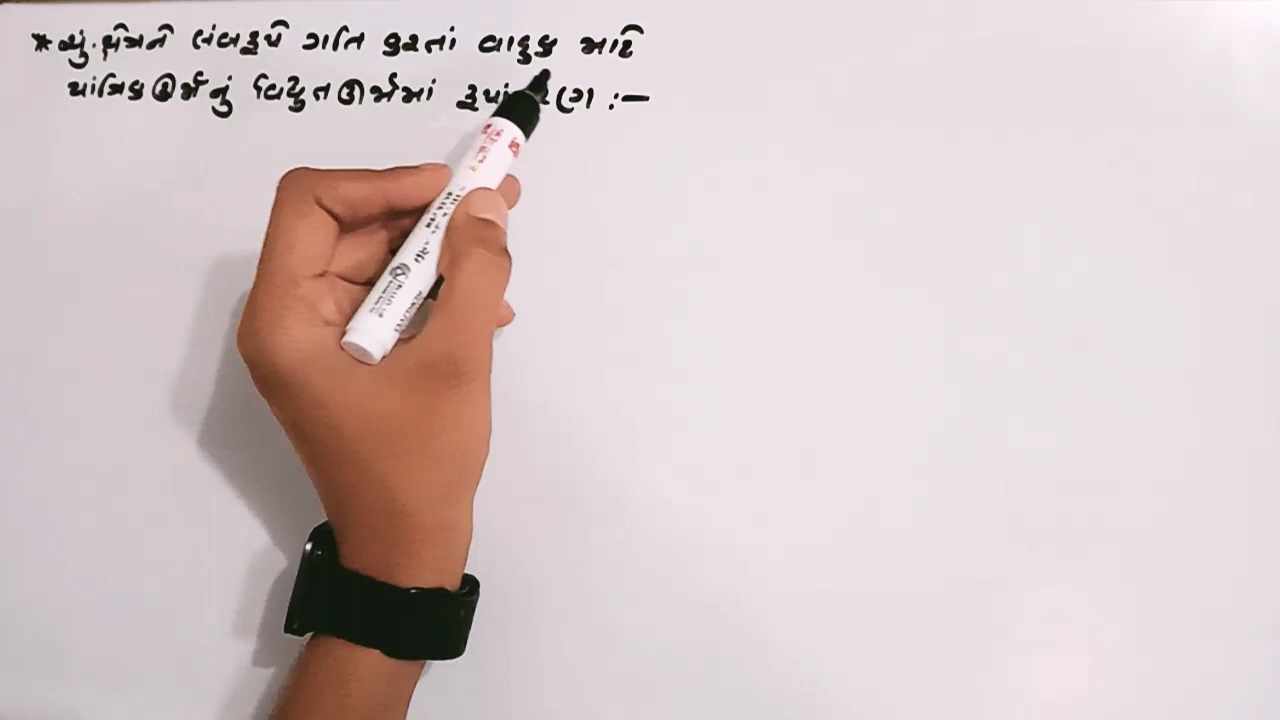 * ચું. ક્ષેત્રને લંબરૂપે ગતિ કરતાં વાહક માટે
યાંત્રિકઊર્જાનું વિદ્યુતઊર્જામાં :-